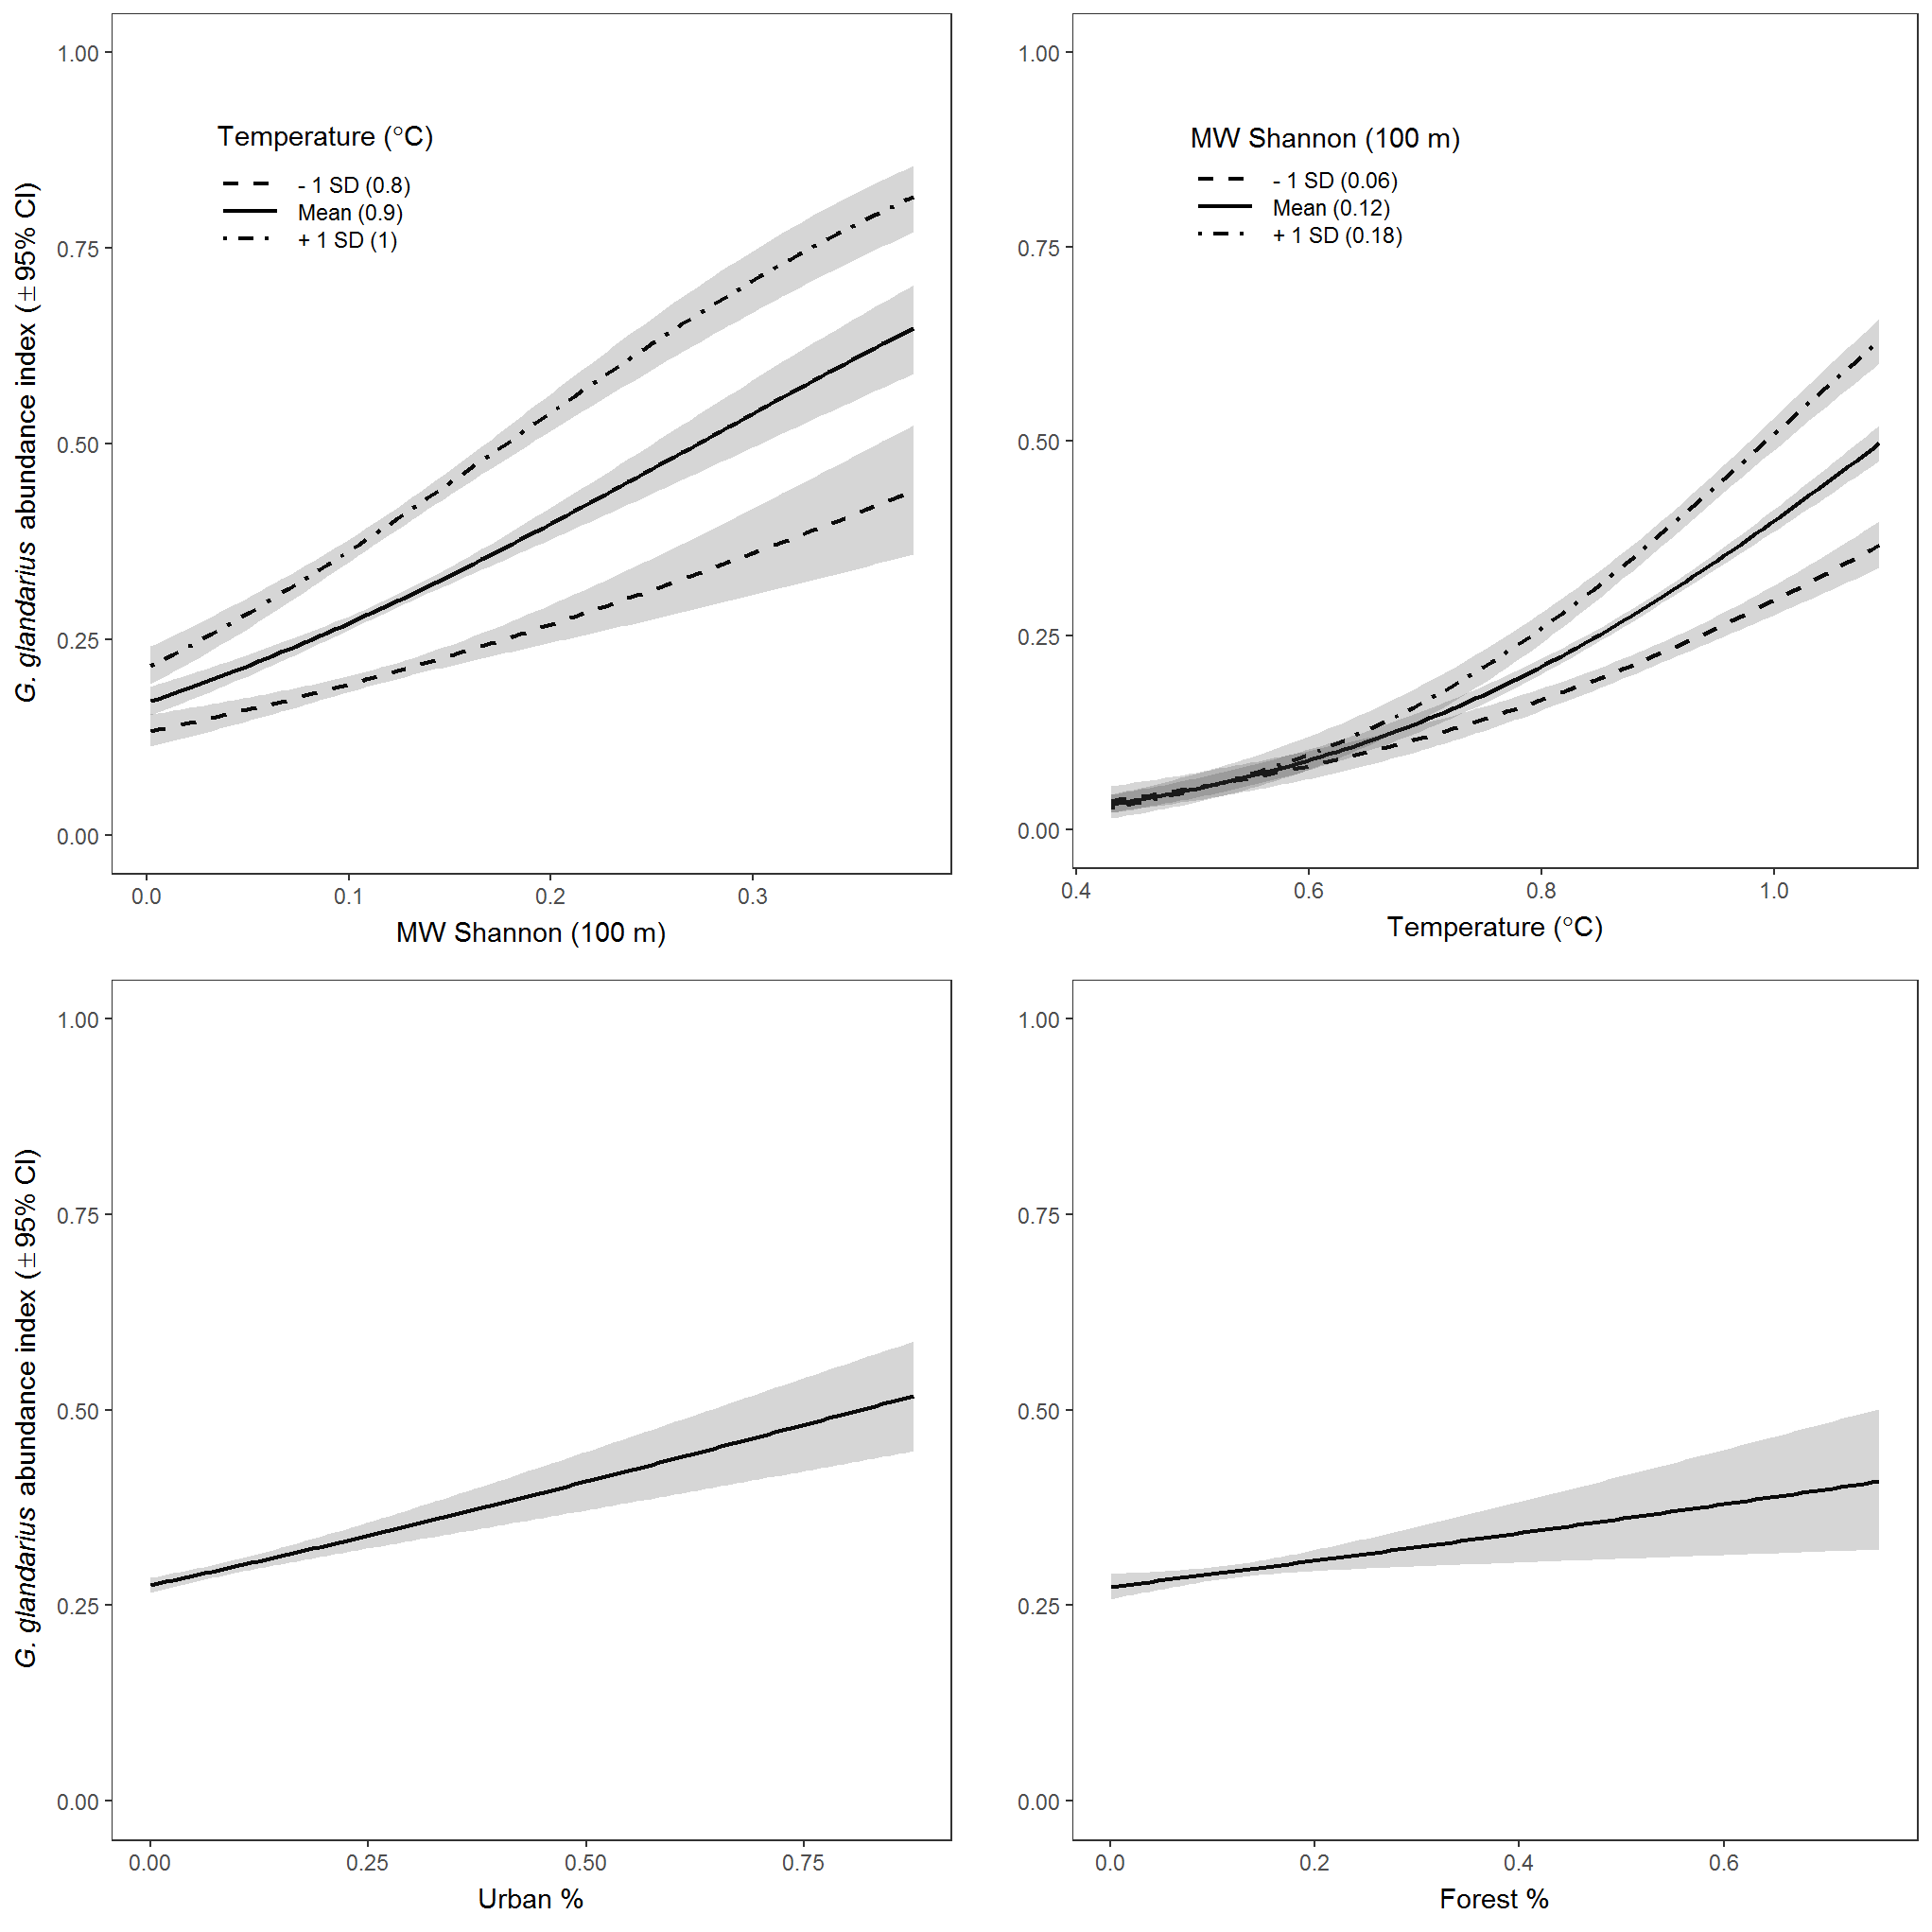 G. glandarius abundance index (±95% CI)
1.00
0.75
0.50
0.25
0.00
Temperature (°C)
- 1 SD (0.8)
Mean (0.9)
+ 1 SD (1)
0.0 0.1 0.2 0.3
MW Shannon (100 m)
1.00
0.75
0.50
0.25
0.00
MW Shannon (100 m)
- 1 SD (0.06)
Mean (0.12)
+ 1 SD (0.18)
0.4 0.6 0.8 1.0
Temperature (°C)
G. glandarius abundance index (±95% CI)
1.00
0.75
0.50
0.25
0.00
0.00 0.25 0.50 0.75
Urban %
1.00
0.75
0.50
0.25
0.00
0.0 0.2 0.4 0.6
Forest %